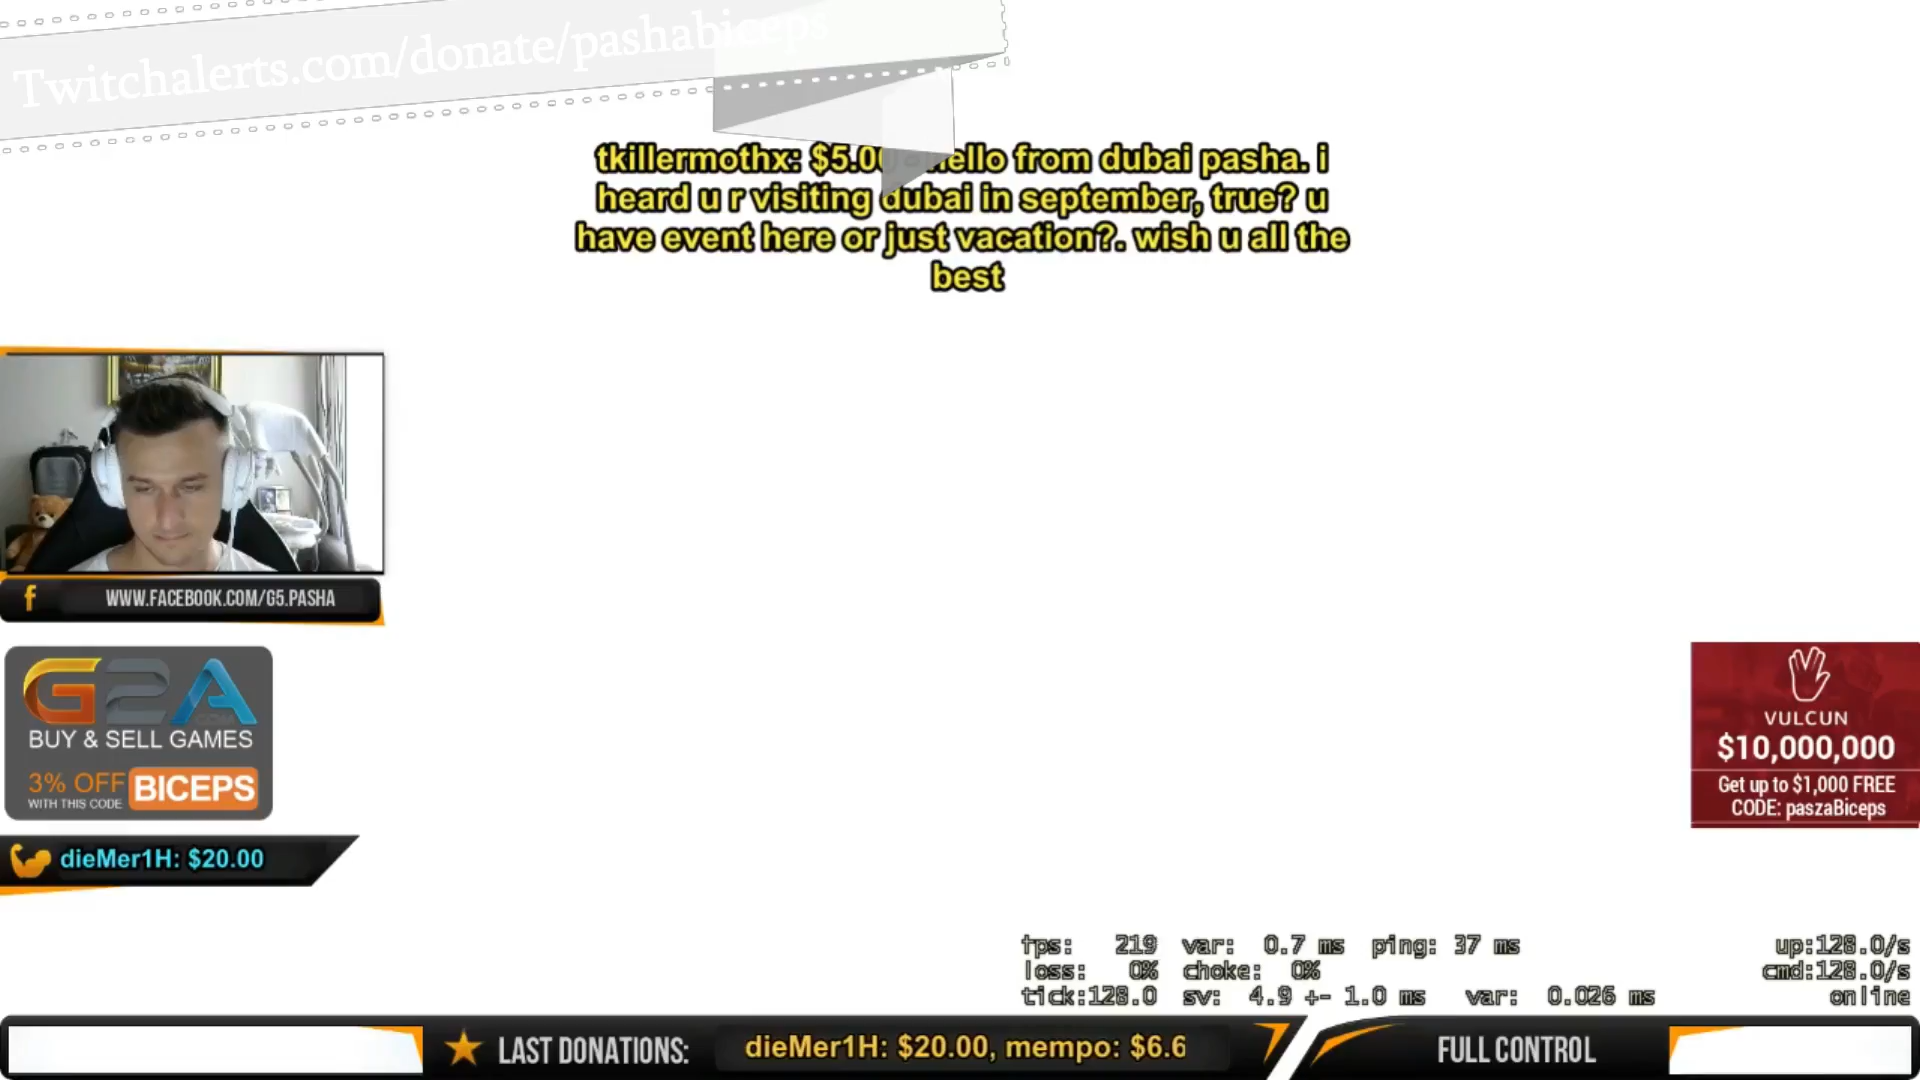 Twitchalerts.com/donate/pashabiceps
tkillermothx: $5.00 - hello from dubai pasha. i
heard u r visiting dubai in september, true? u
have event here or just vacation?. wish u all the
best
WWW.FACEBOOK.COM/G5.PASHA
G2A
.COM
BUY & SELL GAMES
3% OFF
WITH THIS CODE
BICEPS
VULCUN
$10,000,000
Get up to $1,000 FREE
CODE: paszaBiceps
dieMer1H: $20.00
fps: 219 var: 0.7 ms ping: 37 ms up:128.0/s
loss: 0% choke: 0% cmd:128.0/s
tick:128.0 sv: 4.9 +- 1.0 ms var: 0.026 ms online
LAST DONATIONS: dieMer1H: $20.00, mempo: $6.6
FULL CONTROL